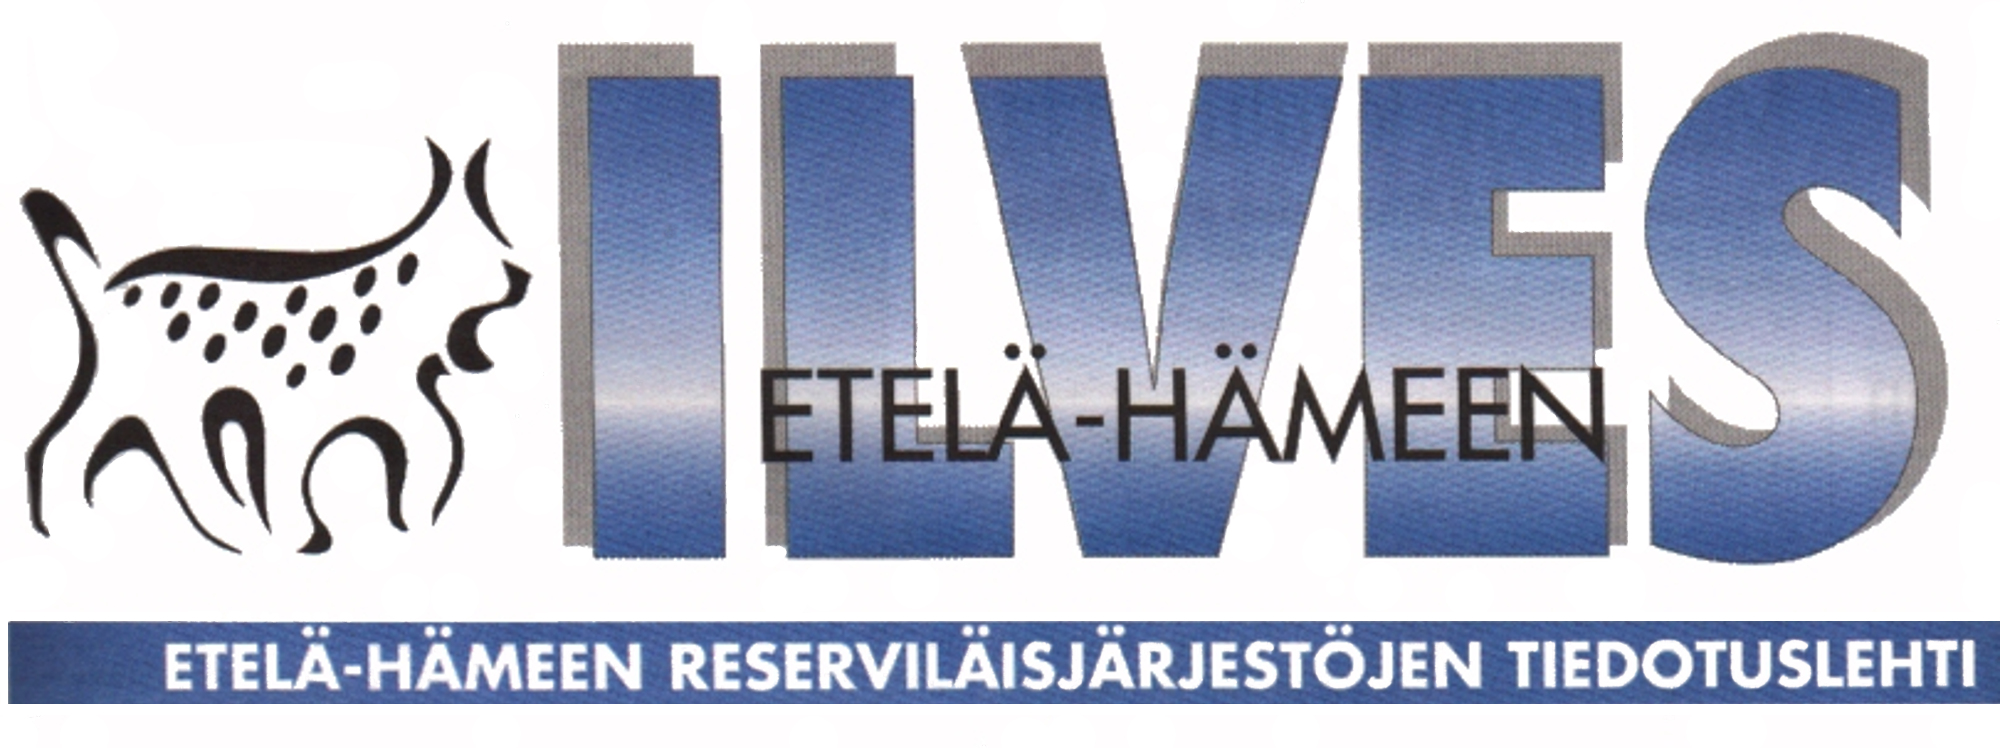 ILVES
ETELÄ-HÄMEEN
ETELÄ-HÄMEEN RESERVILÄISJÄRJESTÖJEN TIEDOTUSLEHTI